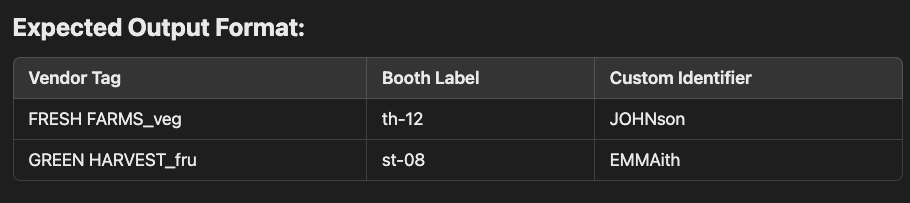 Expected Output Format:
Vendor Tag Booth Label Custom Identifier
FRESH FARMS_veg th-12 JOHNson
GREEN HARVEST_fru st-08 EMMAith